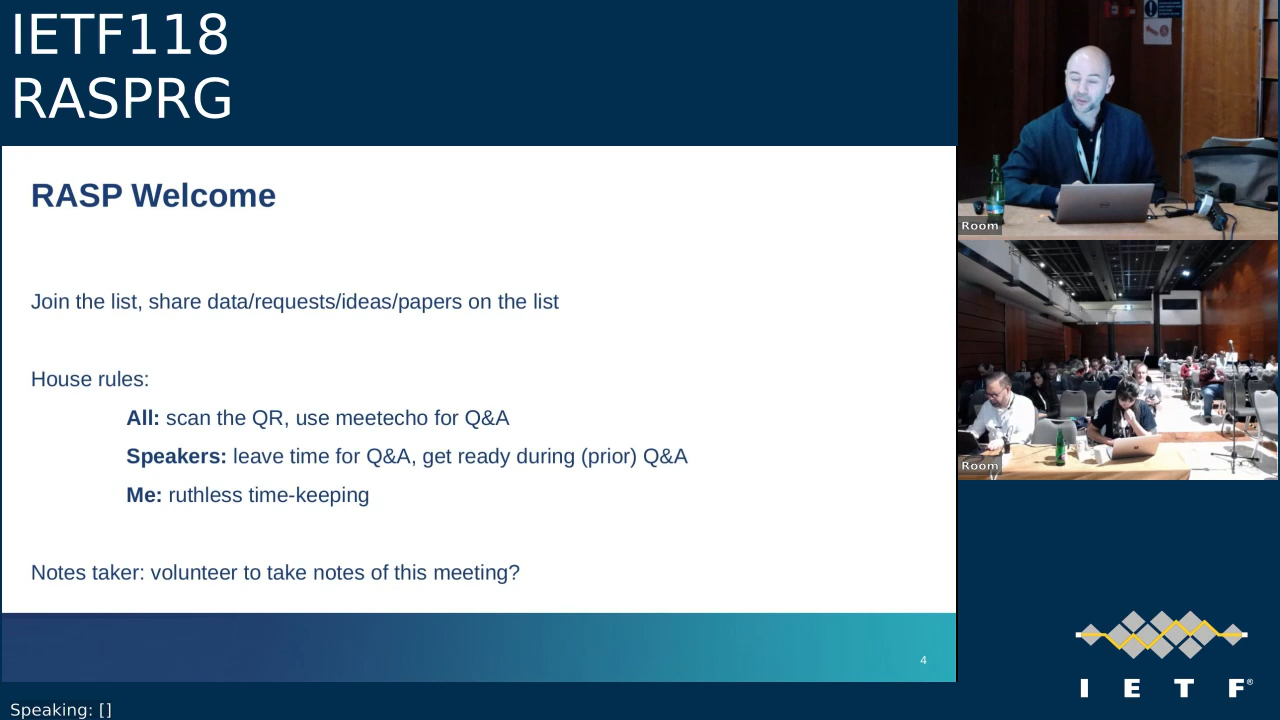 IETF118
RASPRG
RASP Welcome
Join the list, share data/requests/ideas/papers on the list
House rules:
All: scan the QR, use meetecho for Q&A
Speakers: leave time for Q&A, get ready during (prior) Q&A
Me: ruthless time-keeping
Notes taker: volunteer to take notes of this meeting?
4
Room
Room
I E T F®
Speaking: []